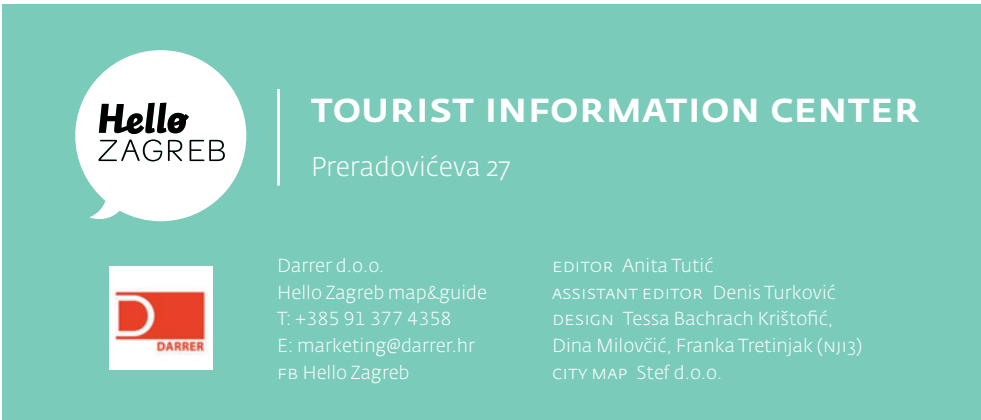 Hello
ZAGREB
TOURIST INFORMATION CENTER
Preradovićeva 27
DARRER
Darrer d.o.o.
Hello Zagreb map&guide
T: +385 91 377 4358
E: marketing@darrer.hr
FB Hello Zagreb
EDITOR Anita Tutić
ASSISTANT EDITOR Denis Turković
DESIGN Tessa Bachrach Krištofić,
Dina Milovčić, Franka Tretinjak (NJI3)
CITY MAP Stef d.o.o.